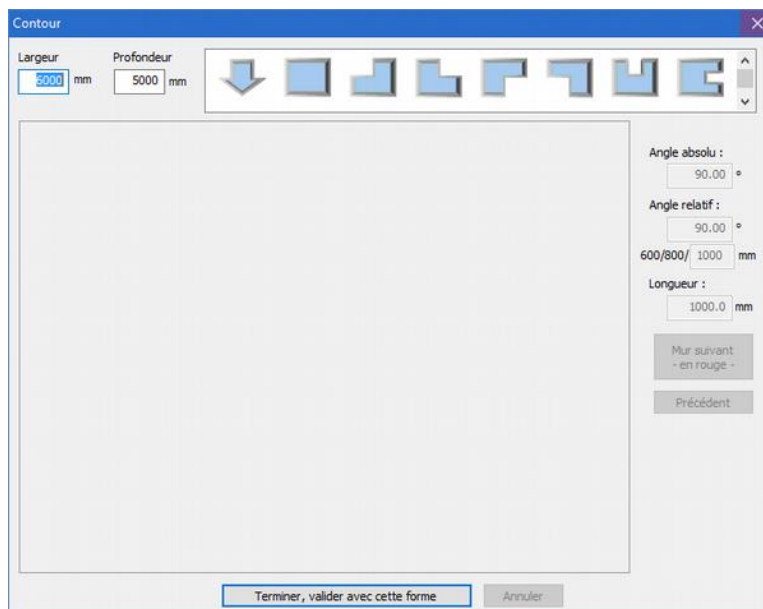 Contour
Largeur
6000 mm
Profondeur
5000 mm
Angle absolu :
90.00 °
Angle relatif :
90.00 °
600/800/ 1000 mm
Longueur :
1000.0 mm
Mur suivant
- en rouge -
Précédent
Terminer, valider avec cette forme
Annuler